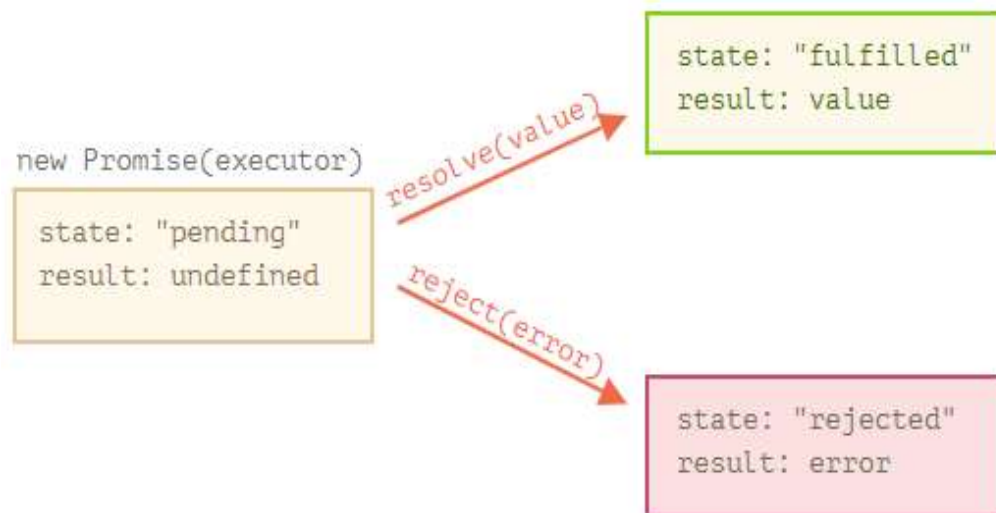 new Promise(executor)
state: "pending"
result: undefined
resolve(value)
reject(error)
state: "fulfilled"
result: value
state: "rejected"
result: error